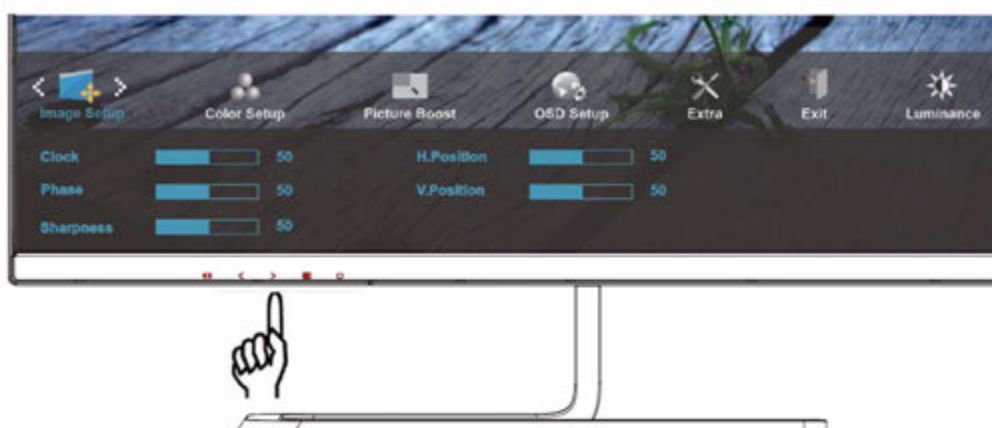 Image Setup Color Setup Picture Boost OSD Setup Extra Exit Luminance
Clock 50 H.Position 50
Phase 50 V.Position 50
Sharpness 50